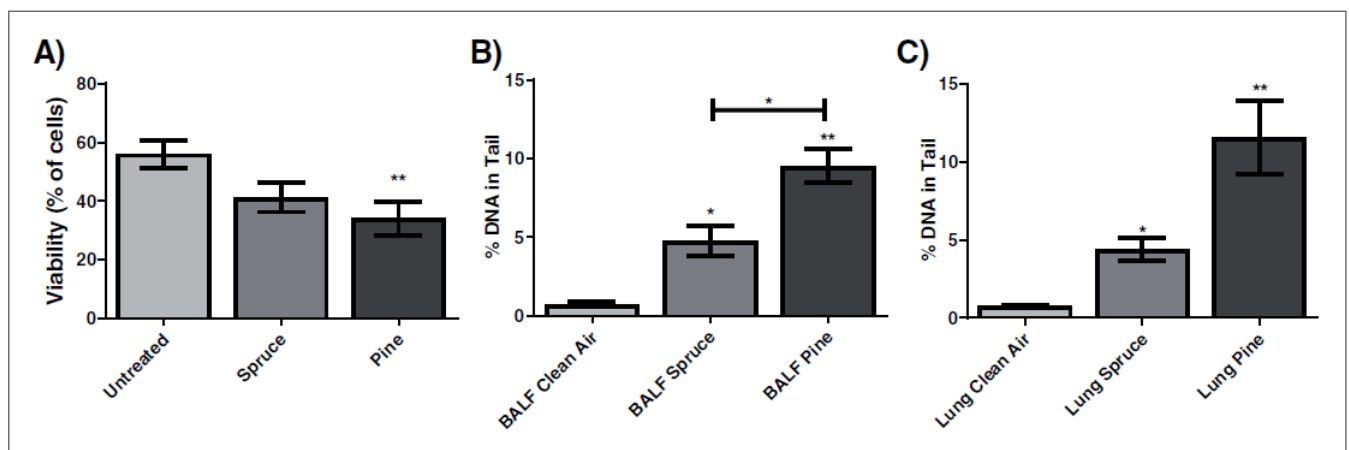 A)
Viability (% of cells)
80
60
40
20
0
**
Untreated
Spruce
Pine
B)
% DNA in Tail
15
10
5
0
*
*
**
BALF Clean Air
BALF Spruce
BALF Pine
C)
% DNA in Tail
15
10
5
0
*
**
Lung Clean Air
Lung Spruce
Lung Pine